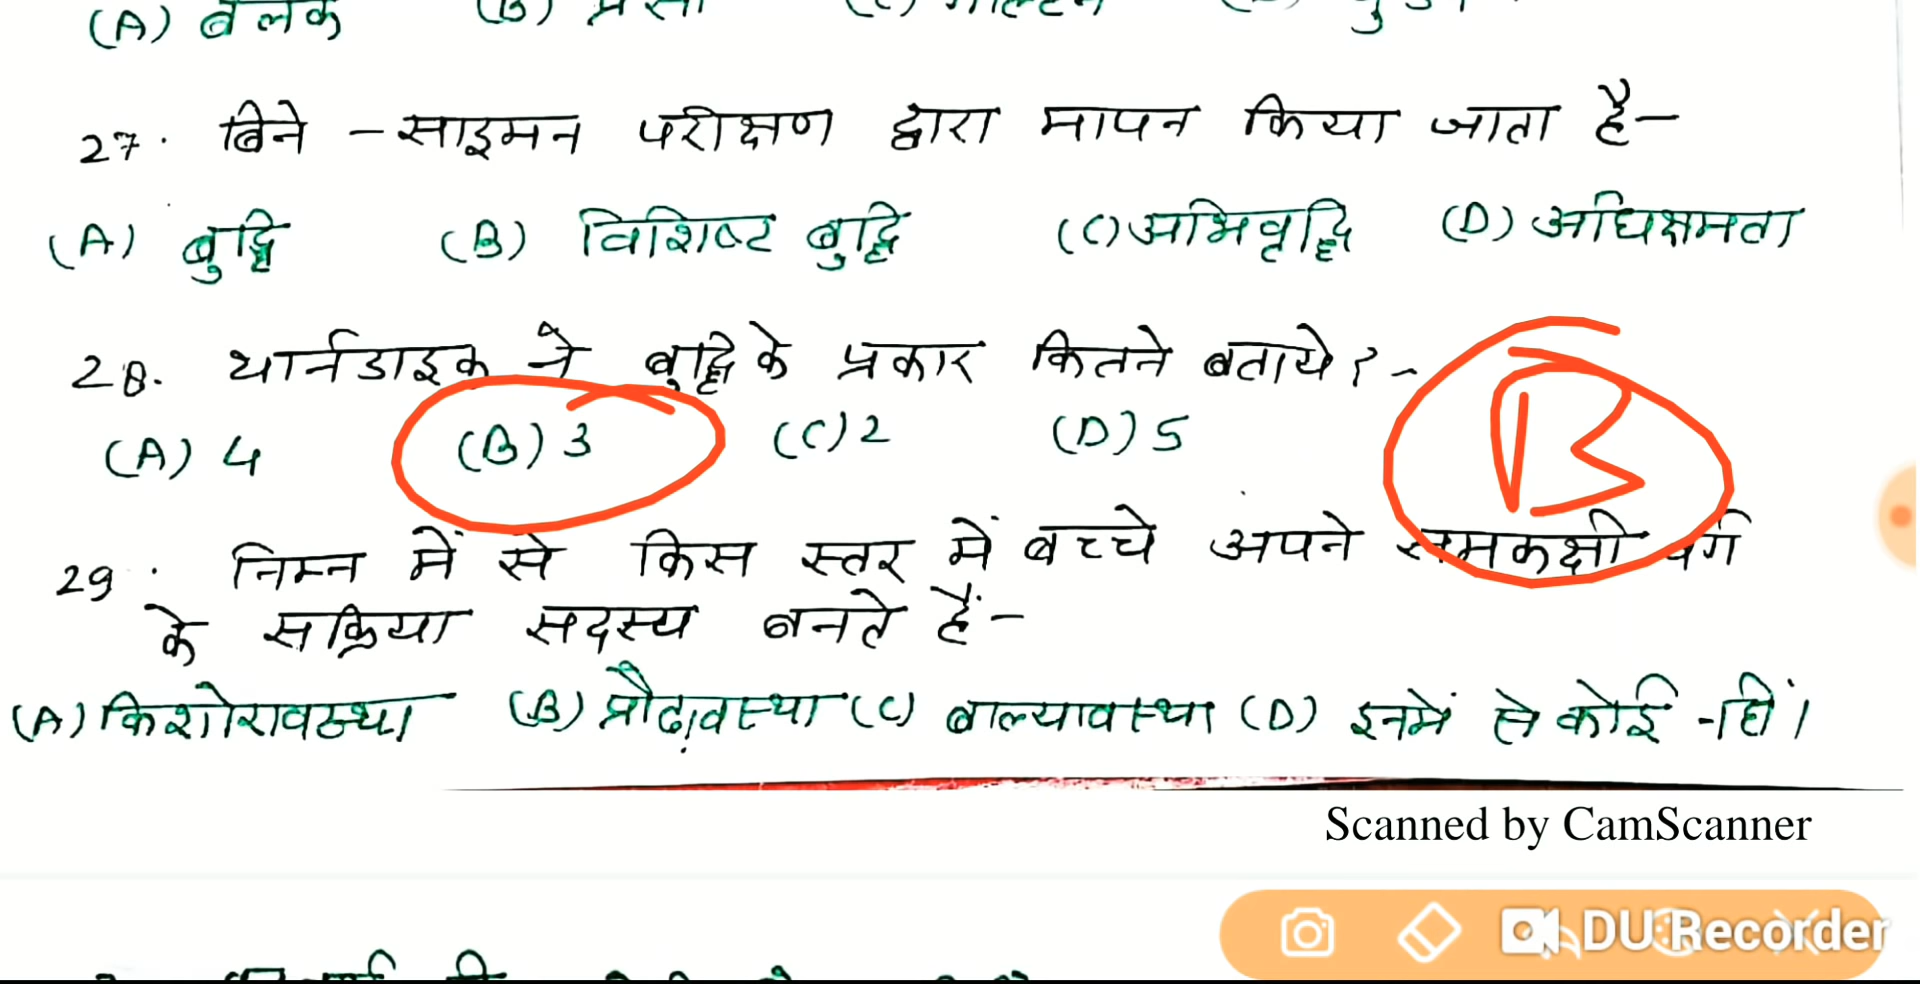 (A)
27. बिने - साइमन परीक्षण द्वारा मापन किया जाता है-
(A) बुद्धि (B) विशिष्ट बुद्धि (C) अभिवृद्धि (D) अधिक्षमता
28. थार्नडाइक ने बुद्धि के प्रकार कितने बताये? -
(A) 4 (B) 3 (C) 2 (D) 5
B
29. निम्न में से किस स्तर में बच्चे अपने समकक्षी वर्ग
के सक्रिया सदस्य बनते हैं-
(A) किशोरावस्था (B) प्रौढ़ावस्था (C) बाल्यावस्था (D) इनमें से कोई नहीं।
Scanned by CamScanner
DU Recorder